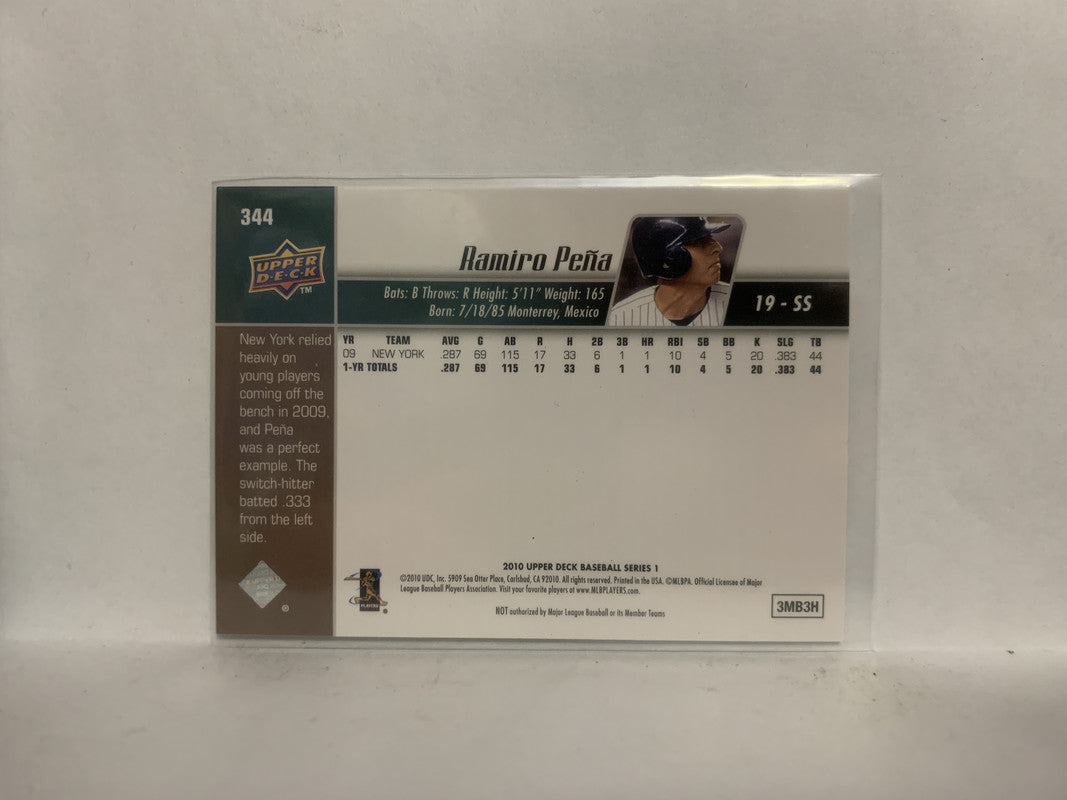 344
UPPER
D·E·C·K
TM
Ramiro Peña
Bats: B Throws: R Height: 5'11" Weight: 165
Born: 7/18/85 Monterrey, Mexico
19 - SS
New York relied
heavily on
young players
coming off the
bench in 2009,
and Peña
was a perfect
example. The
switch-hitter
batted .333
from the left
side.
YR TEAM AVG G AB R H 2B 3B HR RBI SB BB K SLG TB
09 NEW YORK .287 69 115 17 33 6 1 1 10 4 5 20 .383 44
1-YR TOTALS .287 69 115 17 33 6 1 1 10 4 5 20 .383 44
®
PLAYERS
®
2010 UPPER DECK BASEBALL SERIES 1
©2010 UDC, Inc. 5909 Sea Otter Place, Carlsbad, CA 92010. All rights reserved. Printed in the USA. ©MLBPA. Official Licensee of Major
League Baseball Players Association. Visit your favorite players at www.MLBPLAYERS.com.
NOT authorized by Major League Baseball or its Member Teams
3MB3H